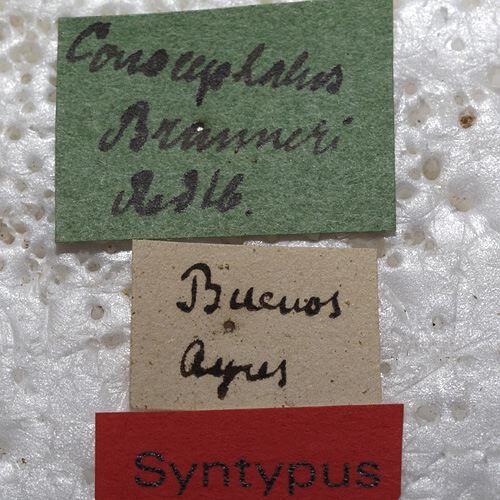 Conocephalus
Brunneri
Redtb.
Buenos
Ayres
Syntypus